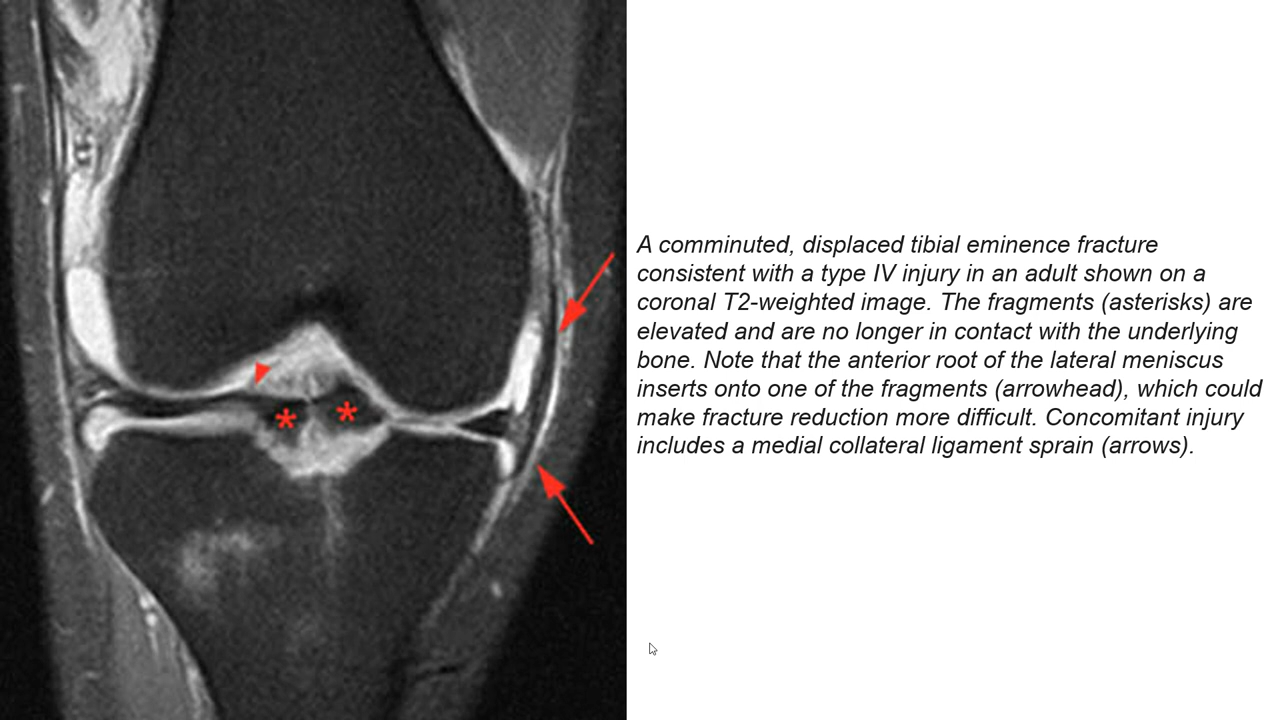 A comminuted, displaced tibial eminence fracture
consistent with a type IV injury in an adult shown on a
coronal T2-weighted image. The fragments (asterisks) are
elevated and are no longer in contact with the underlying
bone. Note that the anterior root of the lateral meniscus
inserts onto one of the fragments (arrowhead), which could
make fracture reduction more difficult. Concomitant injury
includes a medial collateral ligament sprain (arrows).